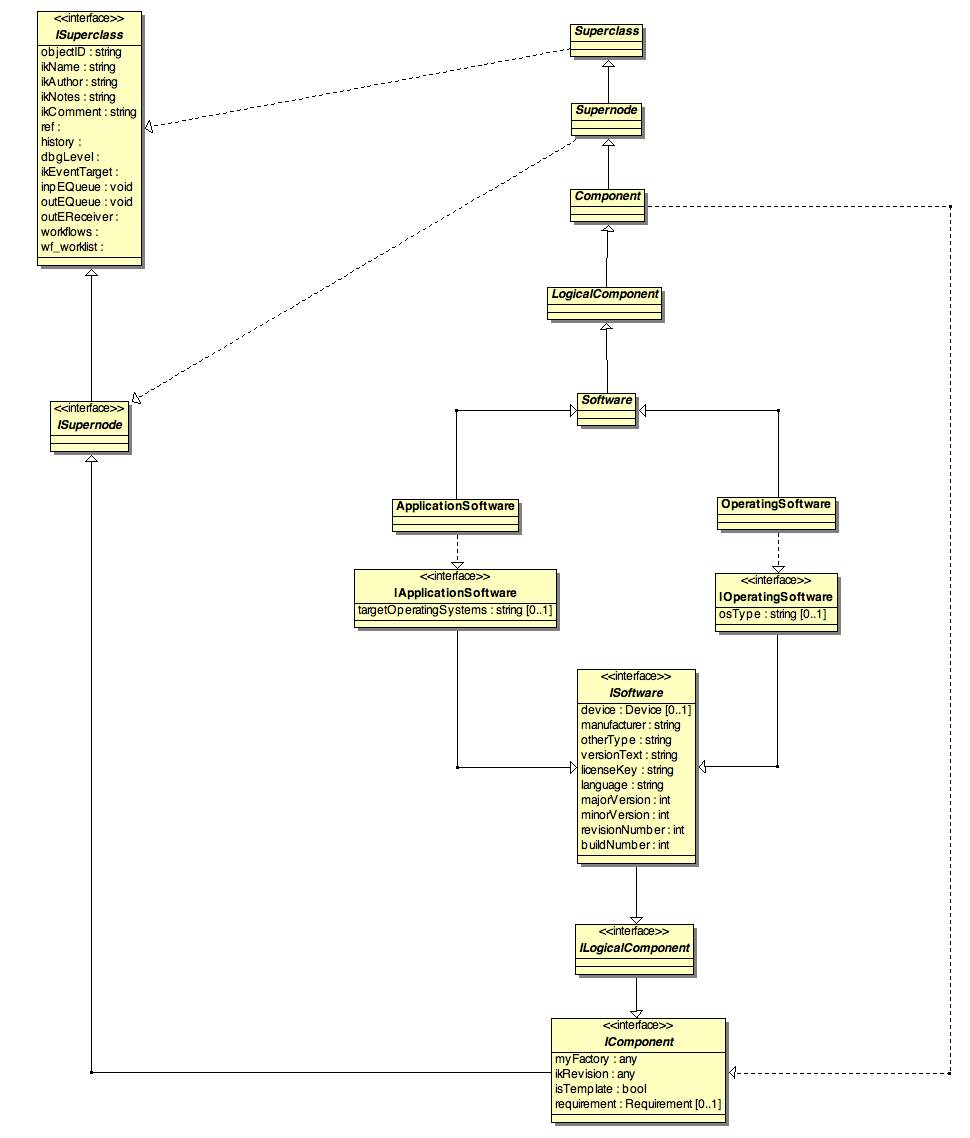 <<interface>>
ISuperclass
objectID : string
ikName : string
ikAuthor : string
ikNotes : string
ikComment : string
ref :
history :
dbgLevel :
ikEventTarget :
inpEQueue : void
outEQueue : void
outEReceiver :
workflows :
wf_worklist :
Superclass
Supernode
Component
LogicalComponent
Software
<<interface>>
ISupernode
ApplicationSoftware
OperatingSoftware
<<interface>>
IApplicationSoftware
targetOperatingSystems : string [0..1]
<<interface>>
IOperatingSoftware
osType : string [0..1]
<<interface>>
ISoftware
device : Device [0..1]
manufacturer : string
otherType : string
versionText : string
licenseKey : string
language : string
majorVersion : int
minorVersion : int
revisionNumber : int
buildNumber : int
<<interface>>
ILogicalComponent
<<interface>>
IComponent
myFactory : any
ikRevision : any
isTemplate : bool
requirement : Requirement [0..1]